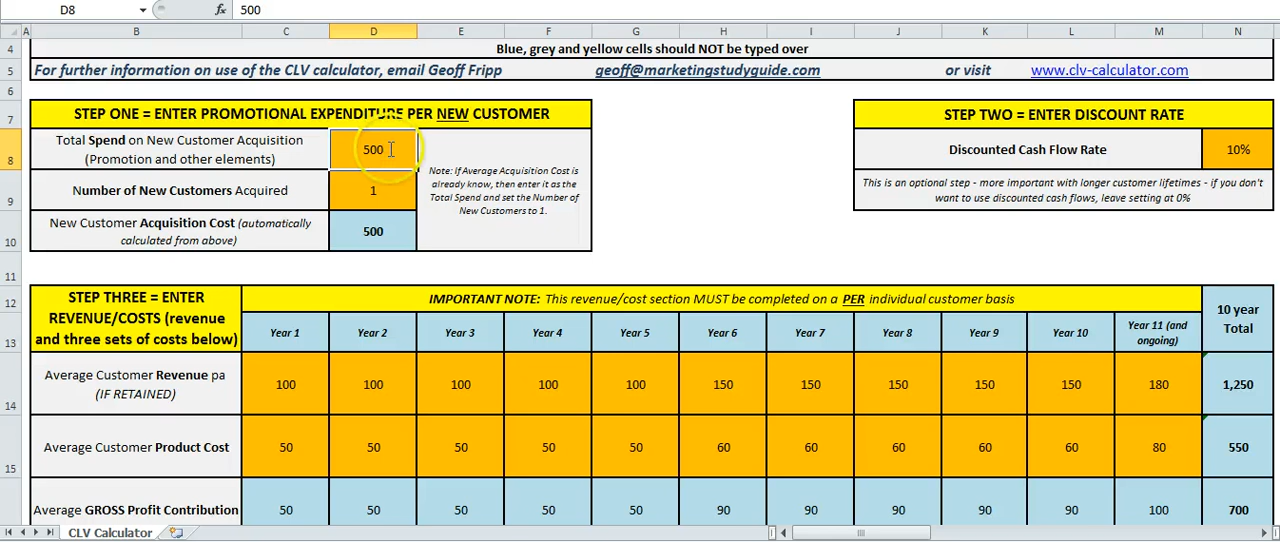 D8
fx
500
A B C D E F G H I J K L M N
4 Blue, grey and yellow cells should NOT be typed over
5 For further information on use of the CLV calculator, email Geoff Fripp geoff@marketingstudyguide.com or visit www.clv-calculator.com
6
7 STEP ONE = ENTER PROMOTIONAL EXPENDITURE PER NEW CUSTOMER
STEP TWO = ENTER DISCOUNT RATE
8 Total Spend on New Customer Acquisition
(Promotion and other elements)
500
Discounted Cash Flow Rate 10%
9 Number of New Customers Acquired 1
Note: If Average Acquisition Cost is
already know, then enter it as the
Total Spend and set the Number of
New Customers to 1.
This is an optional step - more important with longer customer lifetimes - if you don't
want to use discounted cash flows, leave setting at 0%
10 New Customer Acquisition Cost (automatically
calculated from above)
500
11
12 STEP THREE = ENTER
REVENUE/COSTS (revenue
and three sets of costs below)
IMPORTANT NOTE: This revenue/cost section MUST be completed on a PER individual customer basis
10 year
Total
13 Year 1 Year 2 Year 3 Year 4 Year 5 Year 6 Year 7 Year 8 Year 9 Year 10 Year 11 (and
ongoing)
14 Average Customer Revenue pa
(IF RETAINED)
100 100 100 100 100 150 150 150 150 150 180 1,250
15 Average Customer Product Cost 50 50 50 50 50 60 60 60 60 60 80 550
Average GROSS Profit Contribution 50 50 50 50 50 90 90 90 90 90 100 700
CLV Calculator